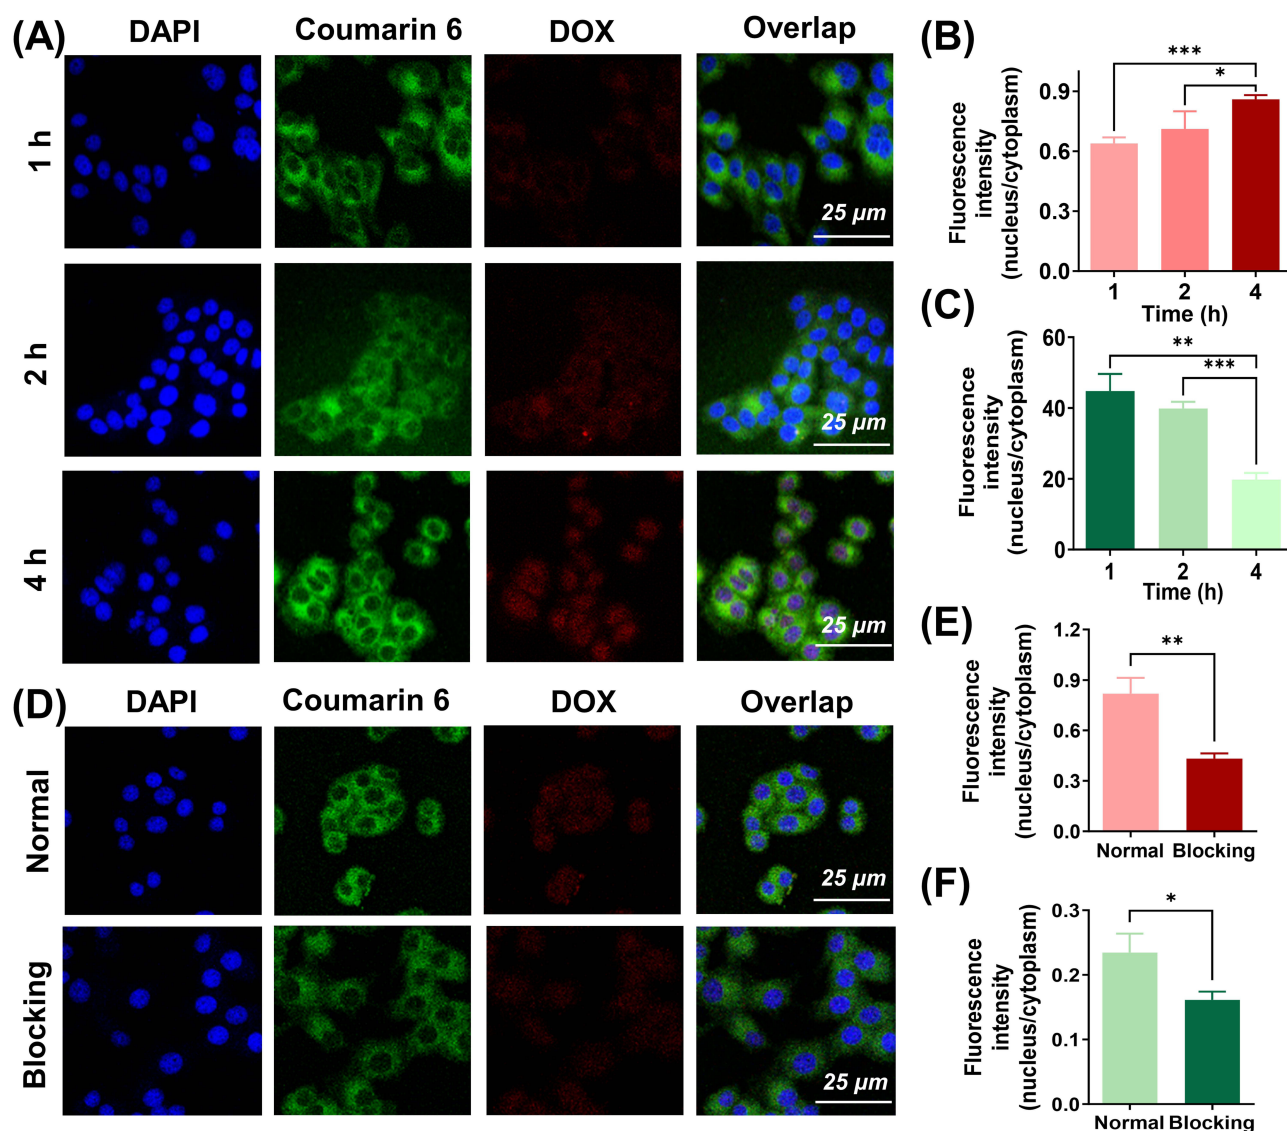 (A)
DAPI
Coumarin 6
DOX
Overlap
1 h
25 µm
2 h
25 µm
4 h
25 µm
(B)
Fluorescence
intensity
(nucleus/cytoplasm)
0.9
0.6
0.3
0.0
***
*
1
2
4
Time (h)
(C)
Fluorescence
intensity
(nucleus/cytoplasm)
60
40
20
0
**
***
1
2
4
Time (h)
(D)
DAPI
Coumarin 6
DOX
Overlap
Normal
25 µm
Blocking
25 µm
(E)
Fluorescence
intensity
(nucleus/cytoplasm)
1.2
0.9
0.6
0.3
0.0
**
Normal Blocking
(F)
Fluorescence
intensity
(nucleus/cytoplasm)
0.3
0.2
0.1
0.0
*
Normal Blocking